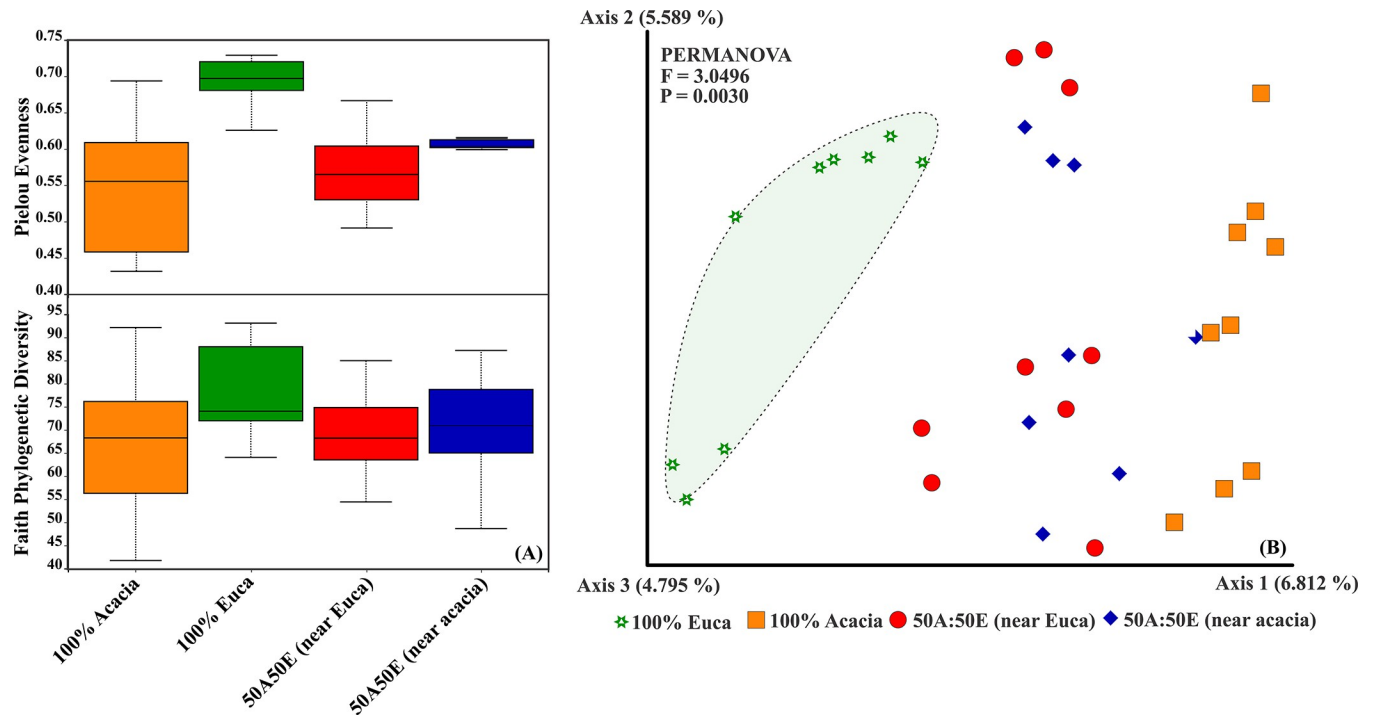 Pielou Evenness
0.75
0.70
0.65
0.60
0.55
0.50
0.45
0.40
Faith Phylogenetic Diversity
95
90
85
80
75
70
65
60
55
50
45
40
(A)
100% Acacia
100% Euca
50A50E (near Euca)
50A50E (near acacia)
Axis 2 (5.589 %)
PERMANOVA
F = 3.0496
P = 0.0030
(B)
Axis 3 (4.795 %)
Axis 1 (6.812 %)
100% Euca
100% Acacia
50A:50E (near Euca)
50A:50E (near acacia)